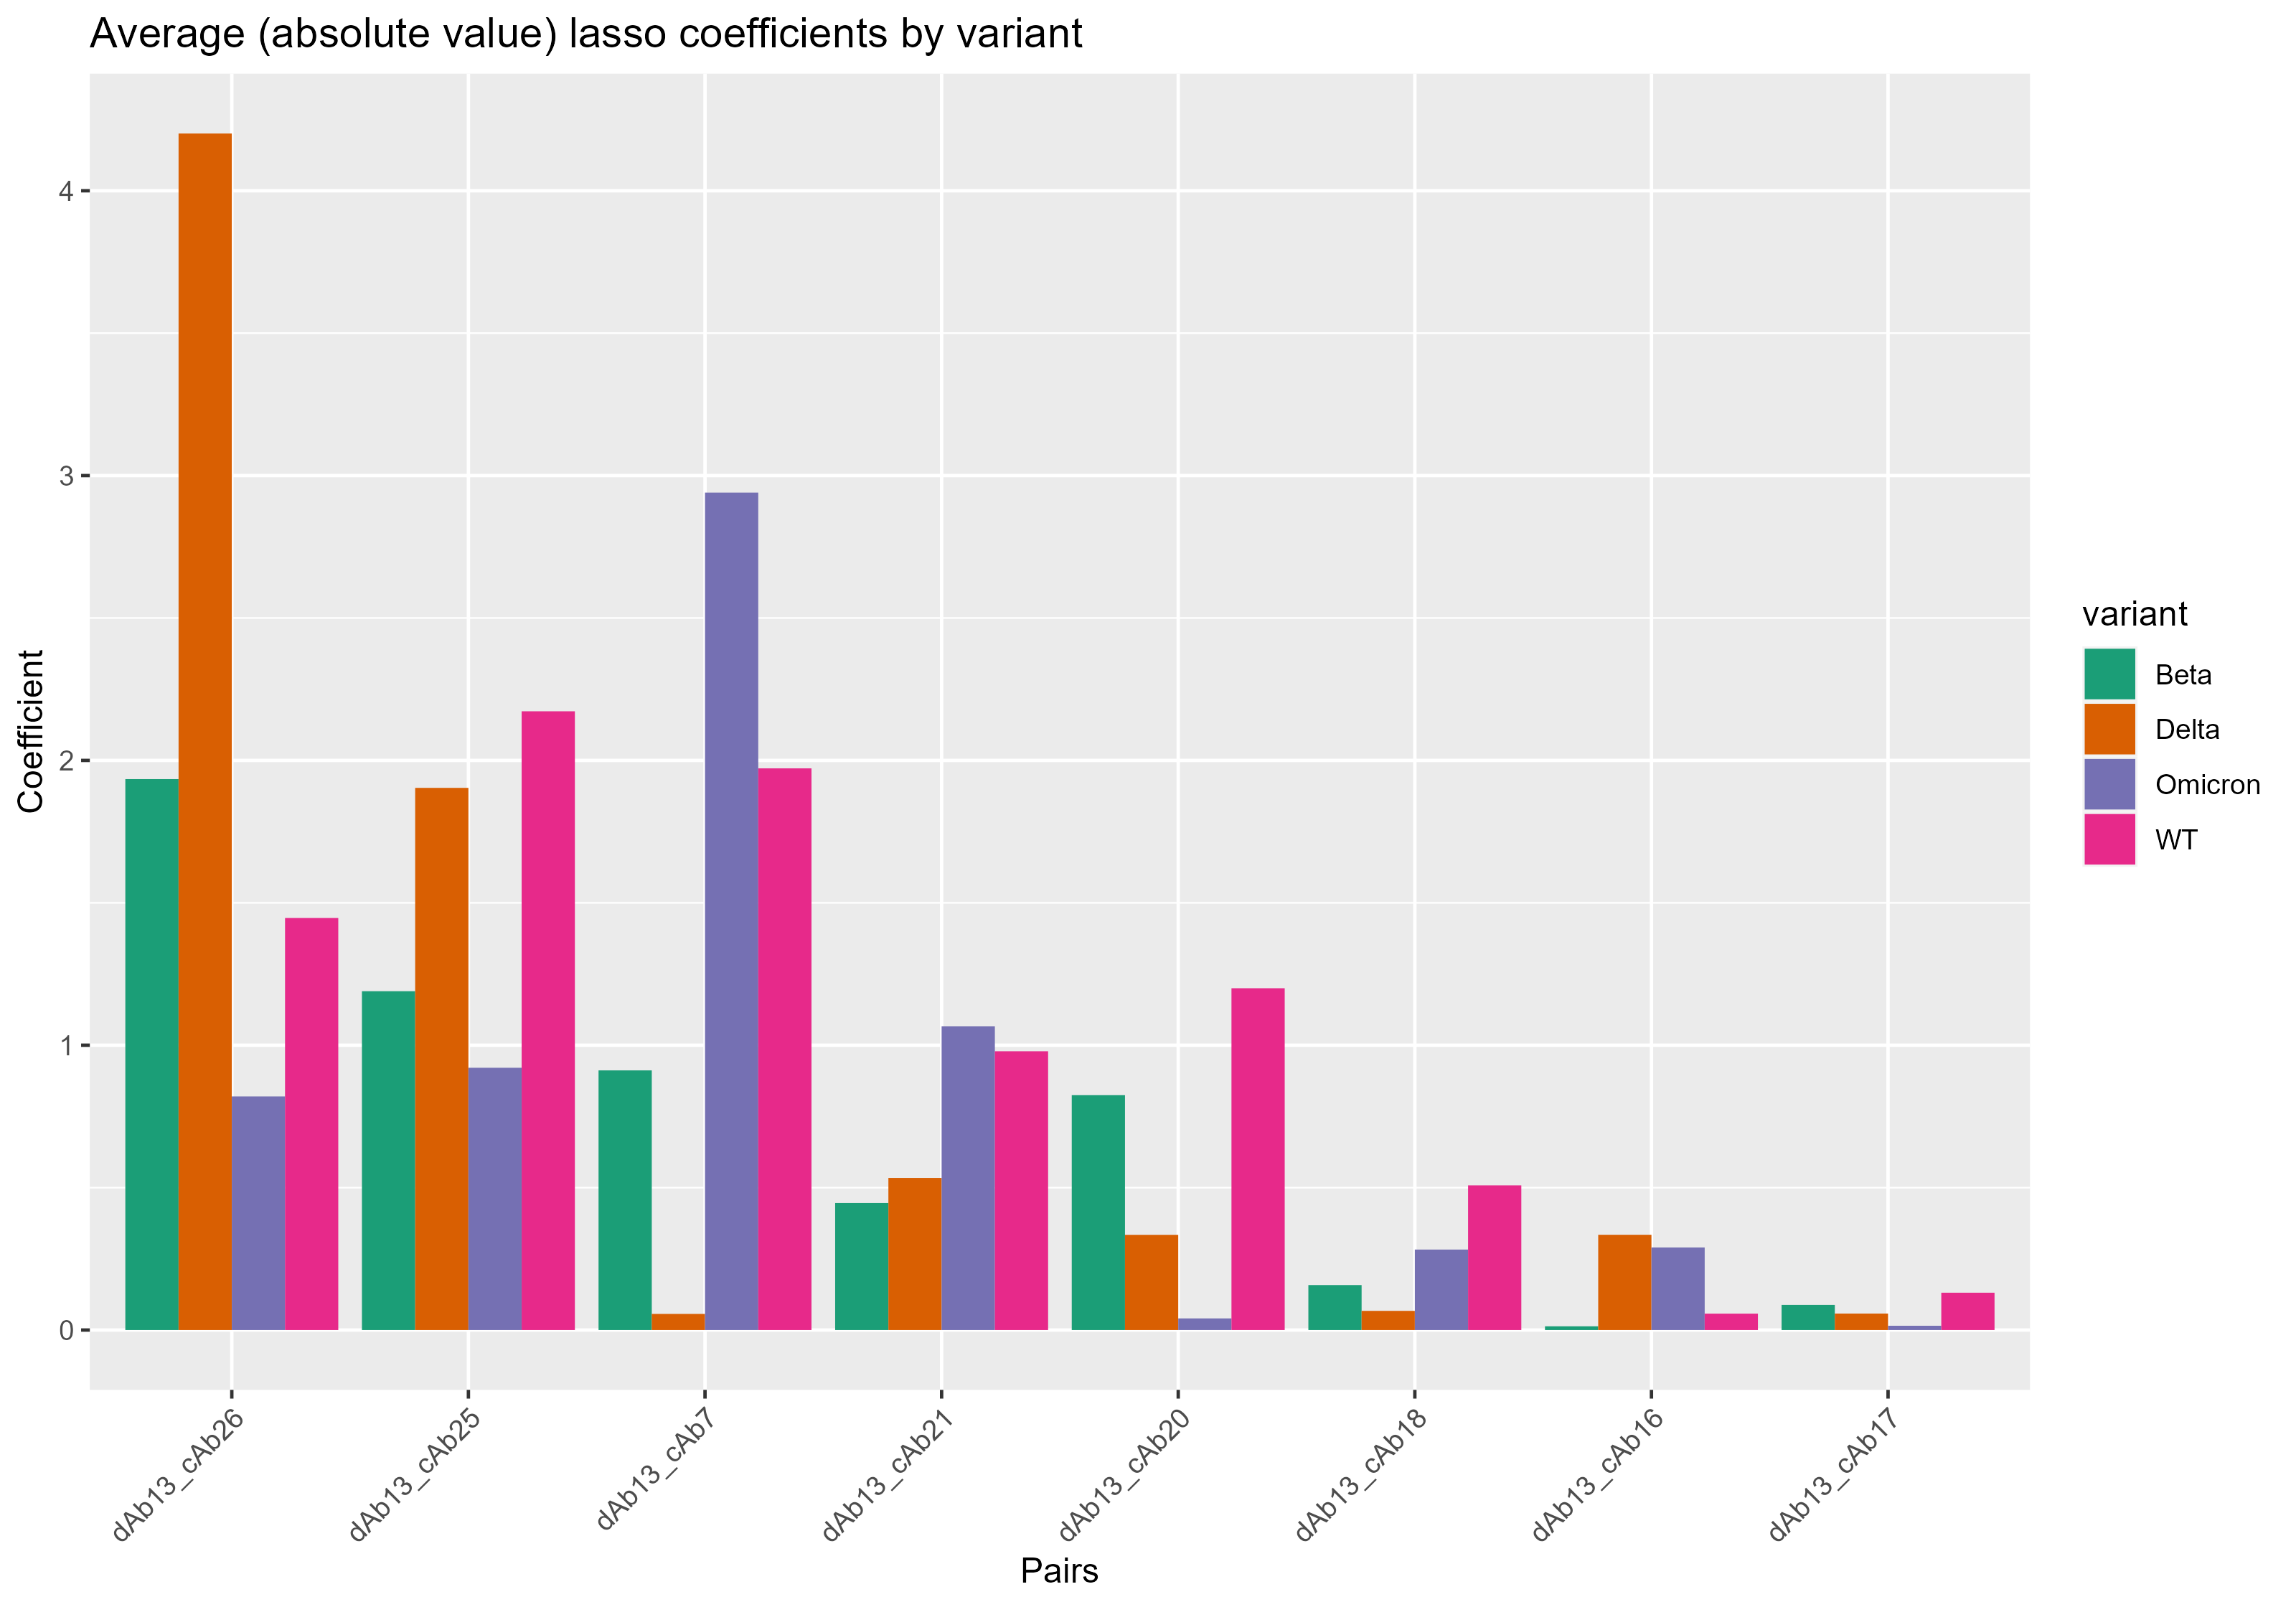 Average (absolute value) lasso coefficients by variant
4
3
2
1
0
Coefficient
dAb13_cAb26
dAb13_cAb25
dAb13_cAb7
dAb13_cAb21
dAb13_cAb20
dAb13_cAb18
dAb13_cAb16
dAb13_cAb17
Pairs
variant
Beta
Delta
Omicron
WT